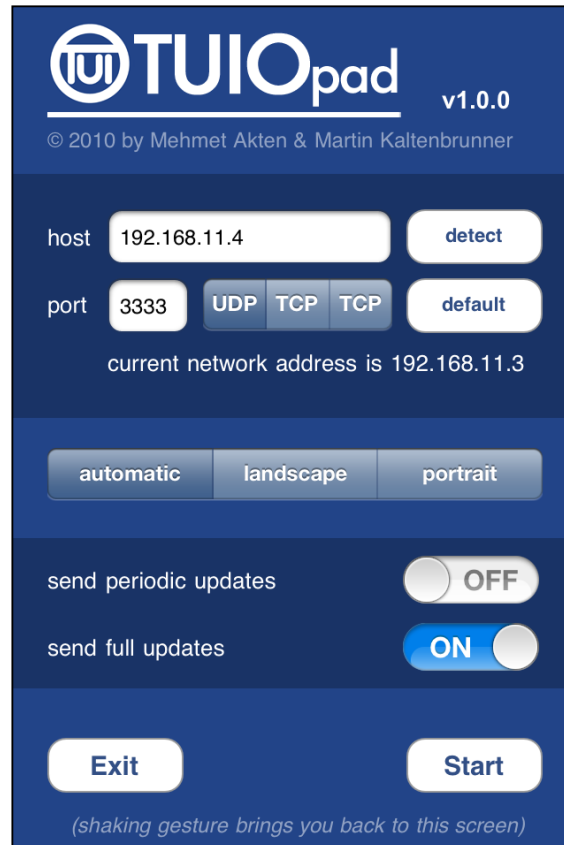 TUI TUIOpad v1.0.0
© 2010 by Mehmet Akten & Martin Kaltenbrunner
host 192.168.11.4 detect
port 3333 UDP TCP TCP default
current network address is 192.168.11.3
automatic landscape portrait
send periodic updates OFF
send full updates ON
Exit Start
(shaking gesture brings you back to this screen)